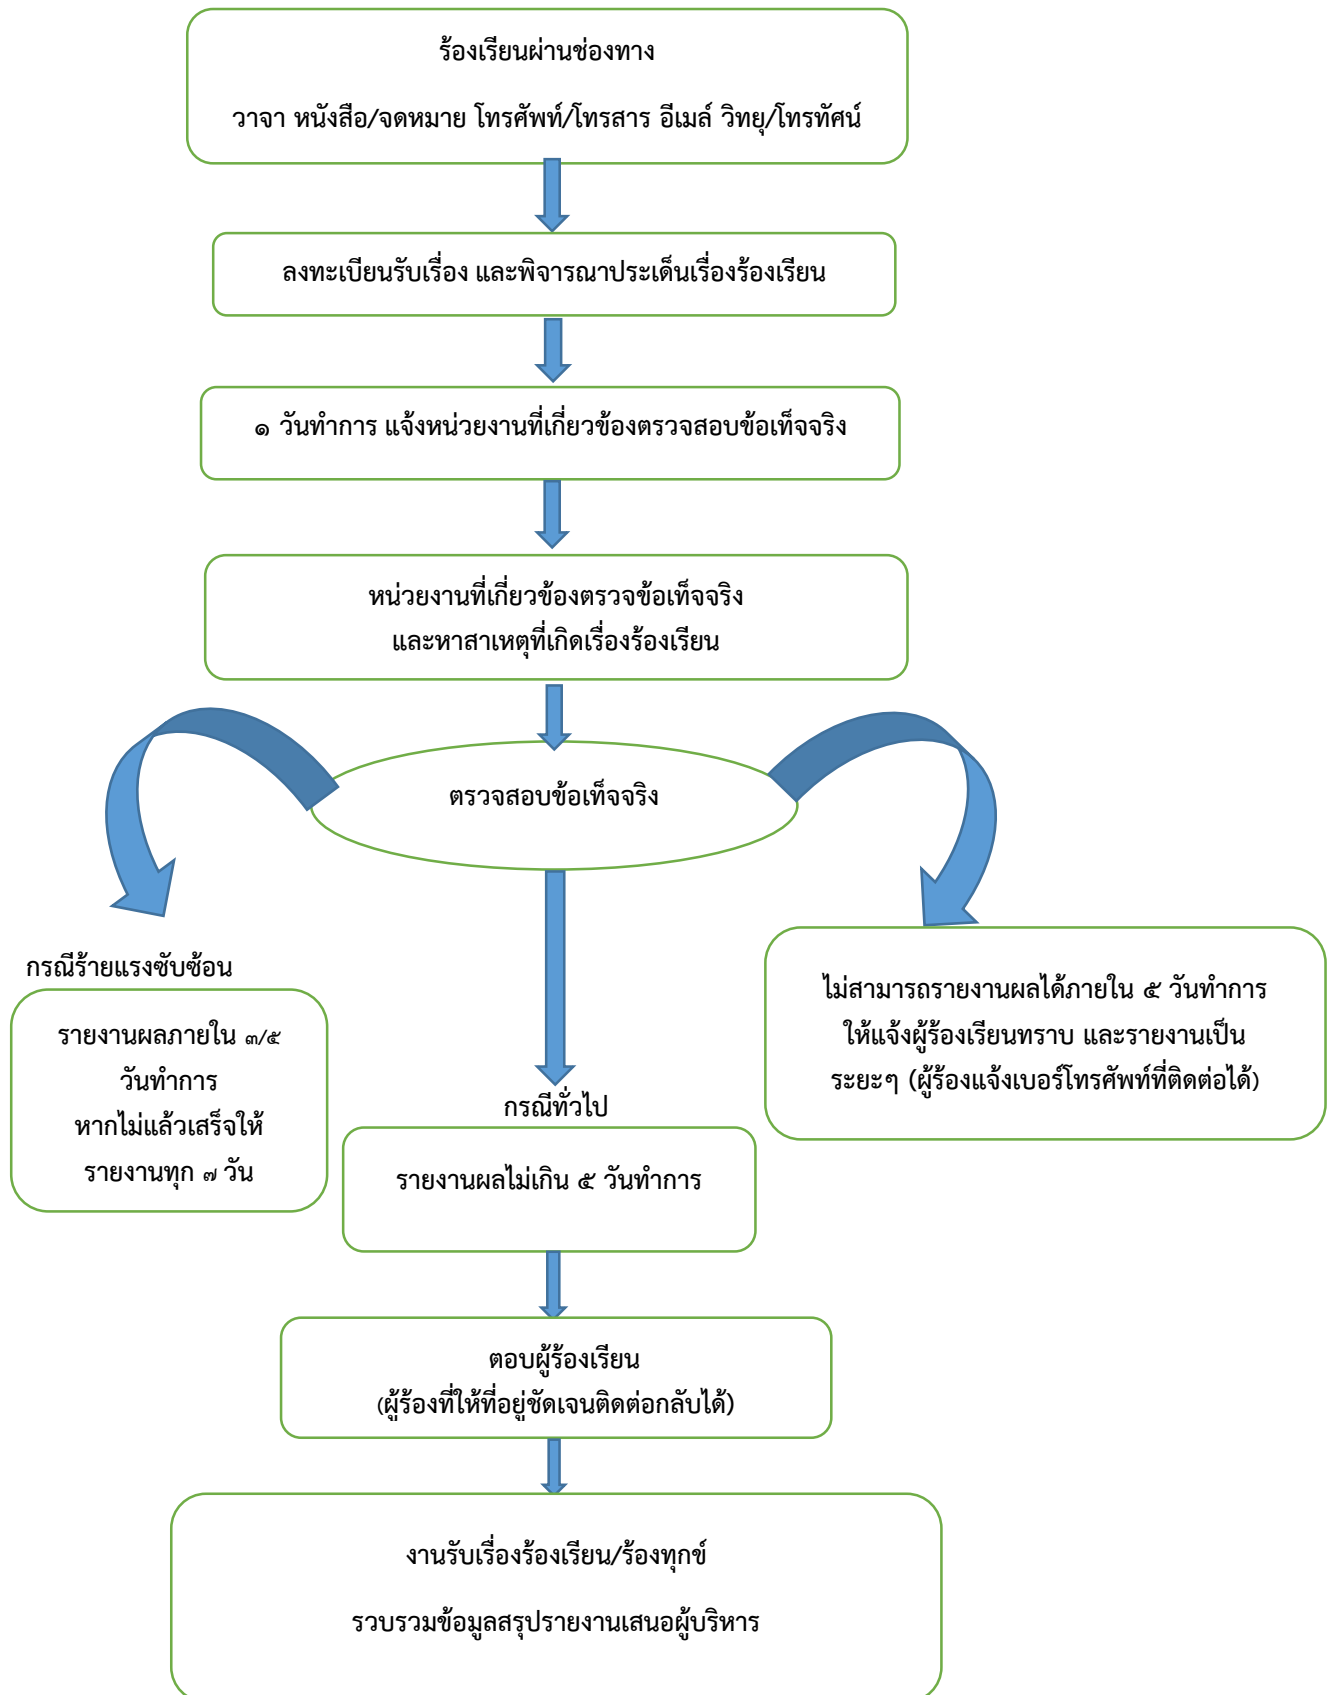 ร้องเรียนผ่านช่องทาง
วาจา หนังสือ/จดหมาย โทรศัพท์/โทรสาร อีเมล์ วิทยุ/โทรทัศน์
ลงทะเบียนรับเรื่อง และพิจารณาประเด็นเรื่องร้องเรียน
๑ วันทำการ แจ้งหน่วยงานที่เกี่ยวข้องตรวจสอบข้อเท็จจริง
หน่วยงานที่เกี่ยวข้องตรวจข้อเท็จจริง
และหาสาเหตุที่เกิดเรื่องร้องเรียน
ตรวจสอบข้อเท็จจริง
กรณีร้ายแรงซับซ้อน
รายงานผลภายใน ๓/๕
วันทำการ
หากไม่แล้วเสร็จให้
รายงานทุก ๗ วัน
ไม่สามารถรายงานผลได้ภายใน ๕ วันทำการ
ให้แจ้งผู้ร้องเรียนทราบ และรายงานเป็น
ระยะๆ (ผู้ร้องแจ้งเบอร์โทรศัพท์ที่ติดต่อได้)
กรณีทั่วไป
รายงานผลไม่เกิน ๕ วันทำการ
ตอบผู้ร้องเรียน
(ผู้ร้องที่ให้ที่อยู่ชัดเจนติดต่อกลับได้)
งานรับเรื่องร้องเรียน/ร้องทุกข์
รวบรวมข้อมูลสรุปรายงานเสนอผู้บริหาร